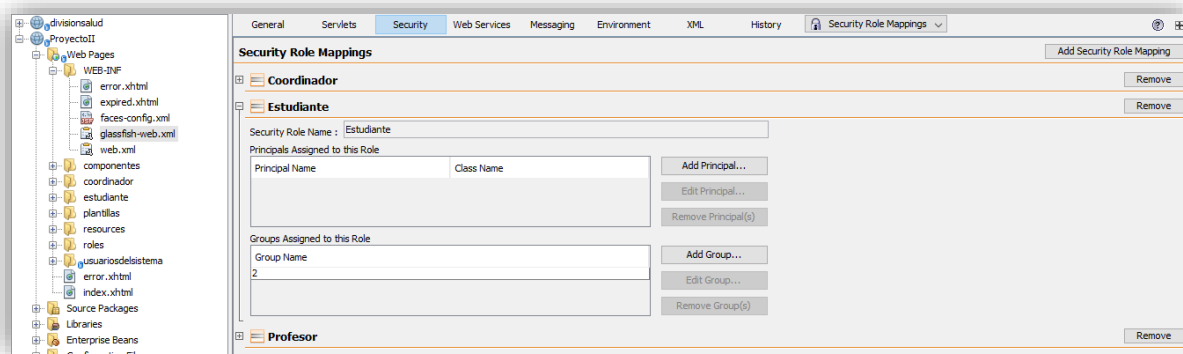 divisionsalud
ProyectoII
Web Pages
WEB-INF
error.xhtml
expired.xhtml
faces-config.xml
glassfish-web.xml
web.xml
componentes
coordinador
estudiante
plantillas
resources
roles
usuariosdelsistema
error.xhtml
index.xhtml
Source Packages
Libraries
Enterprise Beans
General Servlets Security Web Services Messaging Environment XML History Security Role Mappings
Security Role Mappings Add Security Role Mapping
Coordinador Remove
Estudiante Remove
Security Role Name : Estudiante
Principals Assigned to this Role
Principal Name Class Name Add Principal...
Edit Principal...
Remove Principal(s)
Groups Assigned to this Role
Group Name Add Group...
2
Edit Group...
Remove Group(s)
Profesor Remove